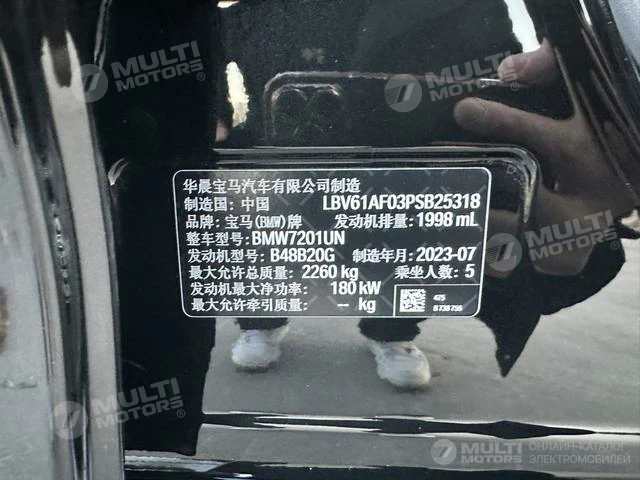 MULTI MOTORS®
MULTI MOTORS®
华晨宝马汽车有限公司制造
制造国: 中国 LBV61AF03PSB25318
品牌: 宝马(BMW)牌 发动机排量: 1998 mL
整车型号: BMW7201UN
发动机型号: B48B20G 制造年月: 2023-07
最大允许总质量: 2260 kg 乘坐人数: 5
发动机最大净功率: 180 kW
最大允许牵引质量: -- kg
475
8738756
MULTI MOTORS®
MULTI MOTORS®
MULTI MOTORS® ОНЛАЙН-КАТАЛОГ ЭЛЕКТРОМОБИЛЕЙ